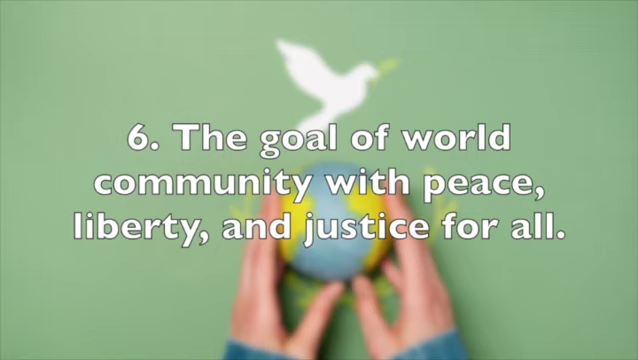 6. The goal of world
community with peace,
liberty, and justice for all.